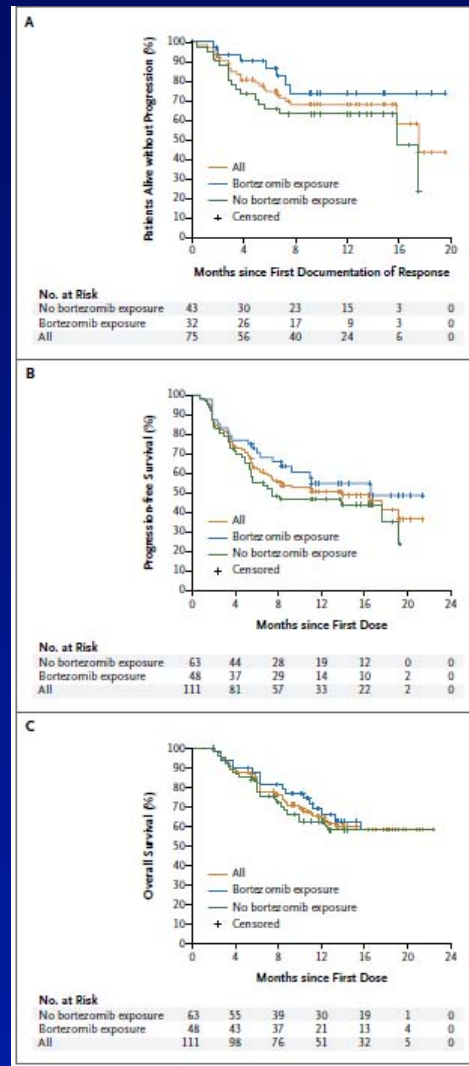 A
Patients Alive without Progression (%)
100
90
80
70
60
50
40
30
20
10
0
All
Bortezomib exposure
No bortezomib exposure
Censored
0 4 8 12 16 20
Months since First Documentation of Response
No. at Risk
No bortezomib exposure 43 30 23 15 3 0
Bortezomib exposure 32 26 17 9 3 0
All 75 56 40 24 6 0
B
Progression-free Survival (%)
100
90
80
70
60
50
40
30
20
10
0
All
Bortezomib exposure
No bortezomib exposure
Censored
0 4 8 12 16 20 24
Months since First Dose
No. at Risk
No bortezomib exposure 63 44 28 19 12 0 0
Bortezomib exposure 48 37 29 14 10 2 0
All 111 81 57 33 22 2 0
C
Overall Survival (%)
100
90
80
70
60
50
40
30
20
10
0
All
Bortezomib exposure
No bortezomib exposure
Censored
0 4 8 12 16 20 24
Months since First Dose
No. at Risk
No bortezomib exposure 63 55 39 30 19 1 0
Bortezomib exposure 48 43 37 21 13 4 0
All 111 98 76 51 32 5 0